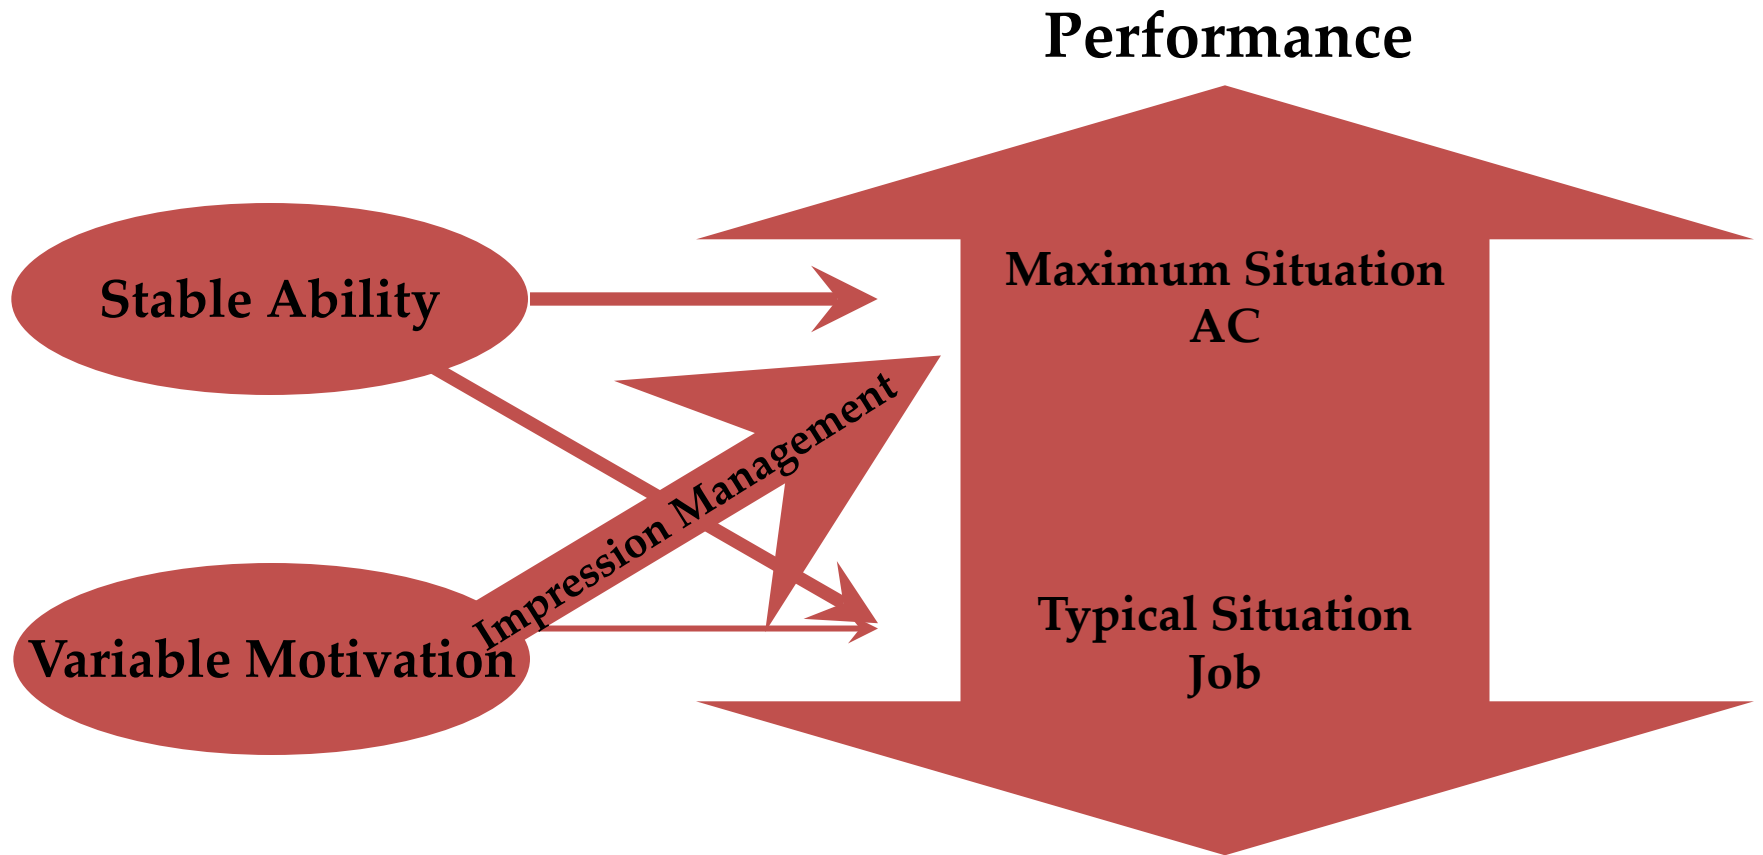 Performance
Stable Ability
Maximum Situation
AC
Impression Management
Variable Motivation
Typical Situation
Job